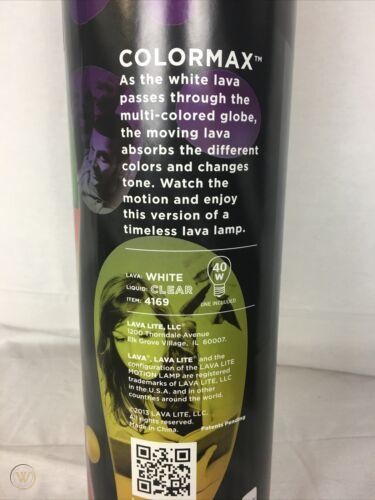 COLORMAX™
As the white lava
passes through the
multi-colored globe,
the moving lava
absorbs the different
colors and changes
tone. Watch the
motion and enjoy
this version of a
timeless lava lamp.
LAVA: WHITE
LIQUID: CLEAR
ITEM: 4169
40
W
ONE INCLUDED
LAVA LITE, LLC
1200 Thorndale Avenue
Elk Grove Village, IL 60007.
LAVA®, LAVA LITE® and the
configuration of the LAVA LITE
MOTION LAMP are registered
trademarks of LAVA LITE, LLC
in the U.S.A. and in other
countries around the world.
©2013 LAVA LITE, LLC.
All rights reserved.
Made in China.
Patents Pending
W